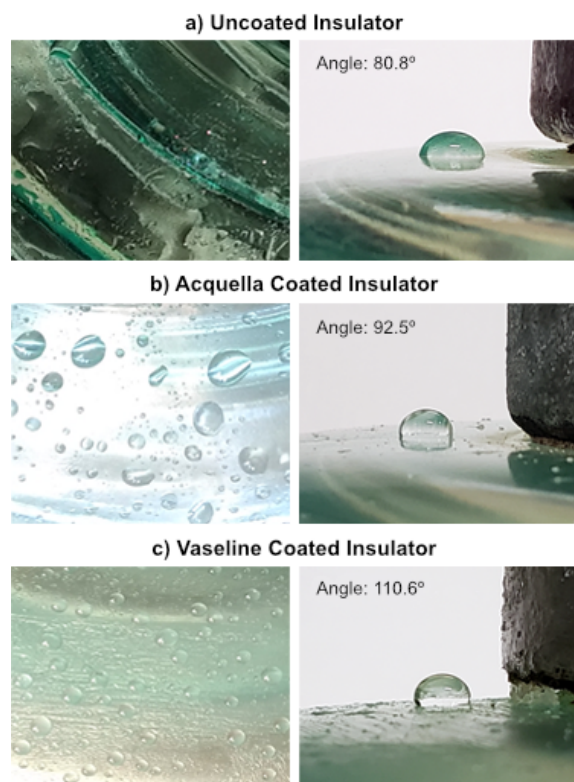 a) Uncoated Insulator
Angle: 80.8º
b) Acquella Coated Insulator
Angle: 92.5º
c) Vaseline Coated Insulator
Angle: 110.6º